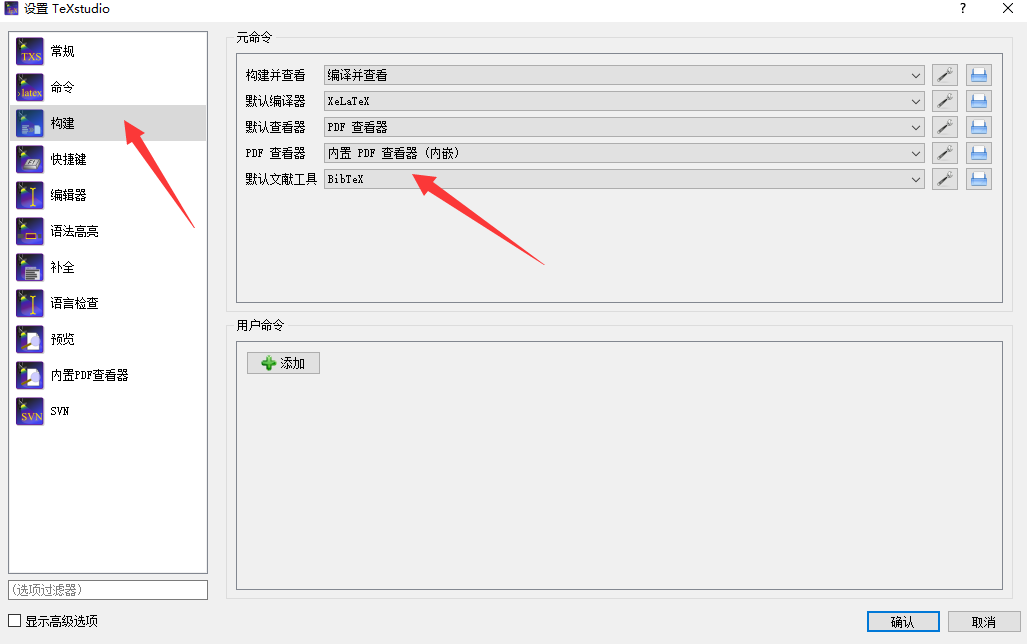 设置 TeXstudio
?
TXS 常规
>latex 命令
构建
快捷键
编辑器
语法高亮
补全
语言检查
预览
内置PDF查看器
SVN SVN
(选项过滤器)
显示高级选项
元命令
构建并查看 编译并查看
默认编译器 XeLaTeX
默认查看器 PDF 查看器
PDF 查看器 内置 PDF 查看器 (内嵌)
默认文献工具 BibTeX
用户命令
添加
确认 取消